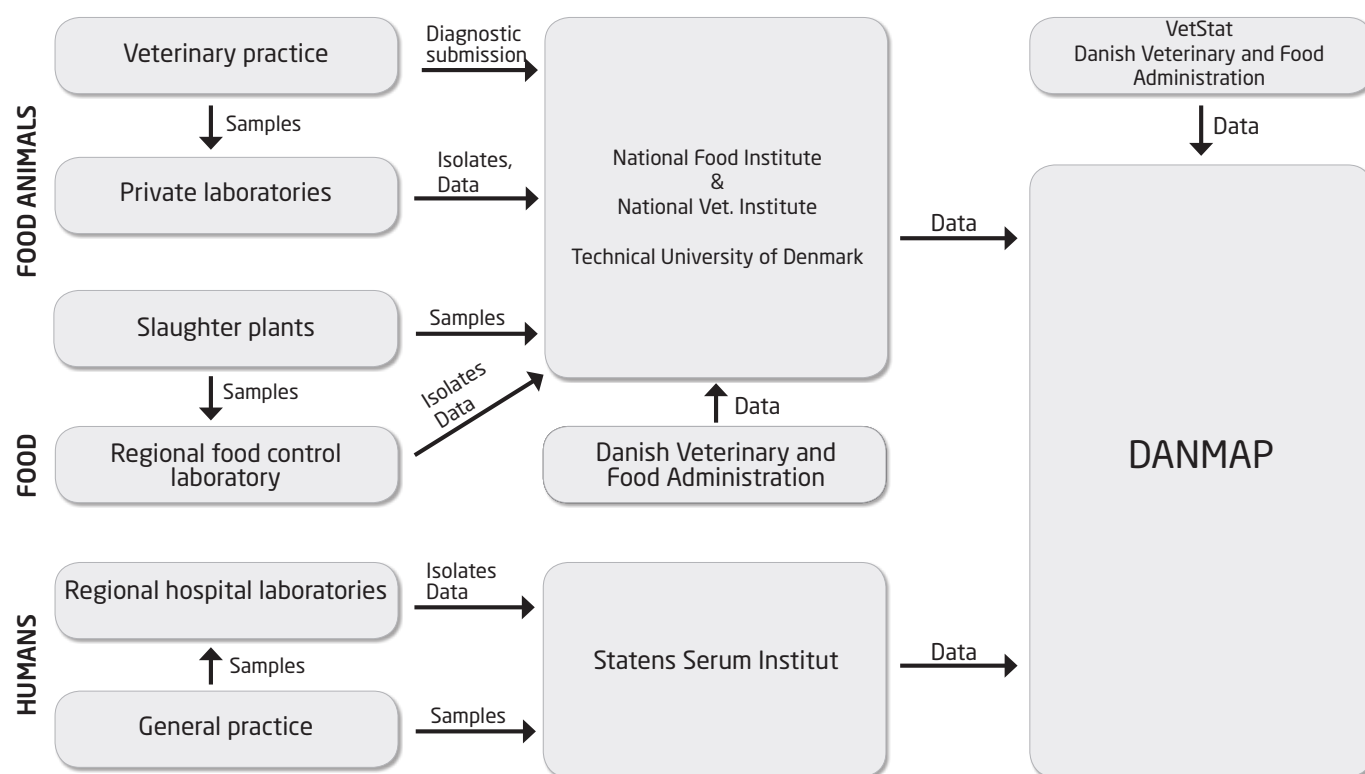 FOOD ANIMALS
Veterinary practice
Diagnostic
submission
Samples
Private laboratories
Isolates,
Data
Slaughter plants
Samples
Samples
FOOD
Regional food control
laboratory
Isolates
Data
National Food Institute
&
National Vet. Institute
Technical University of Denmark
Data
Danish Veterinary and
Food Administration
Data
VetStat
Danish Veterinary and Food
Administration
Data
DANMAP
HUMANS
Regional hospital laboratories
Isolates
Data
Samples
General practice
Samples
Statens Serum Institut
Data